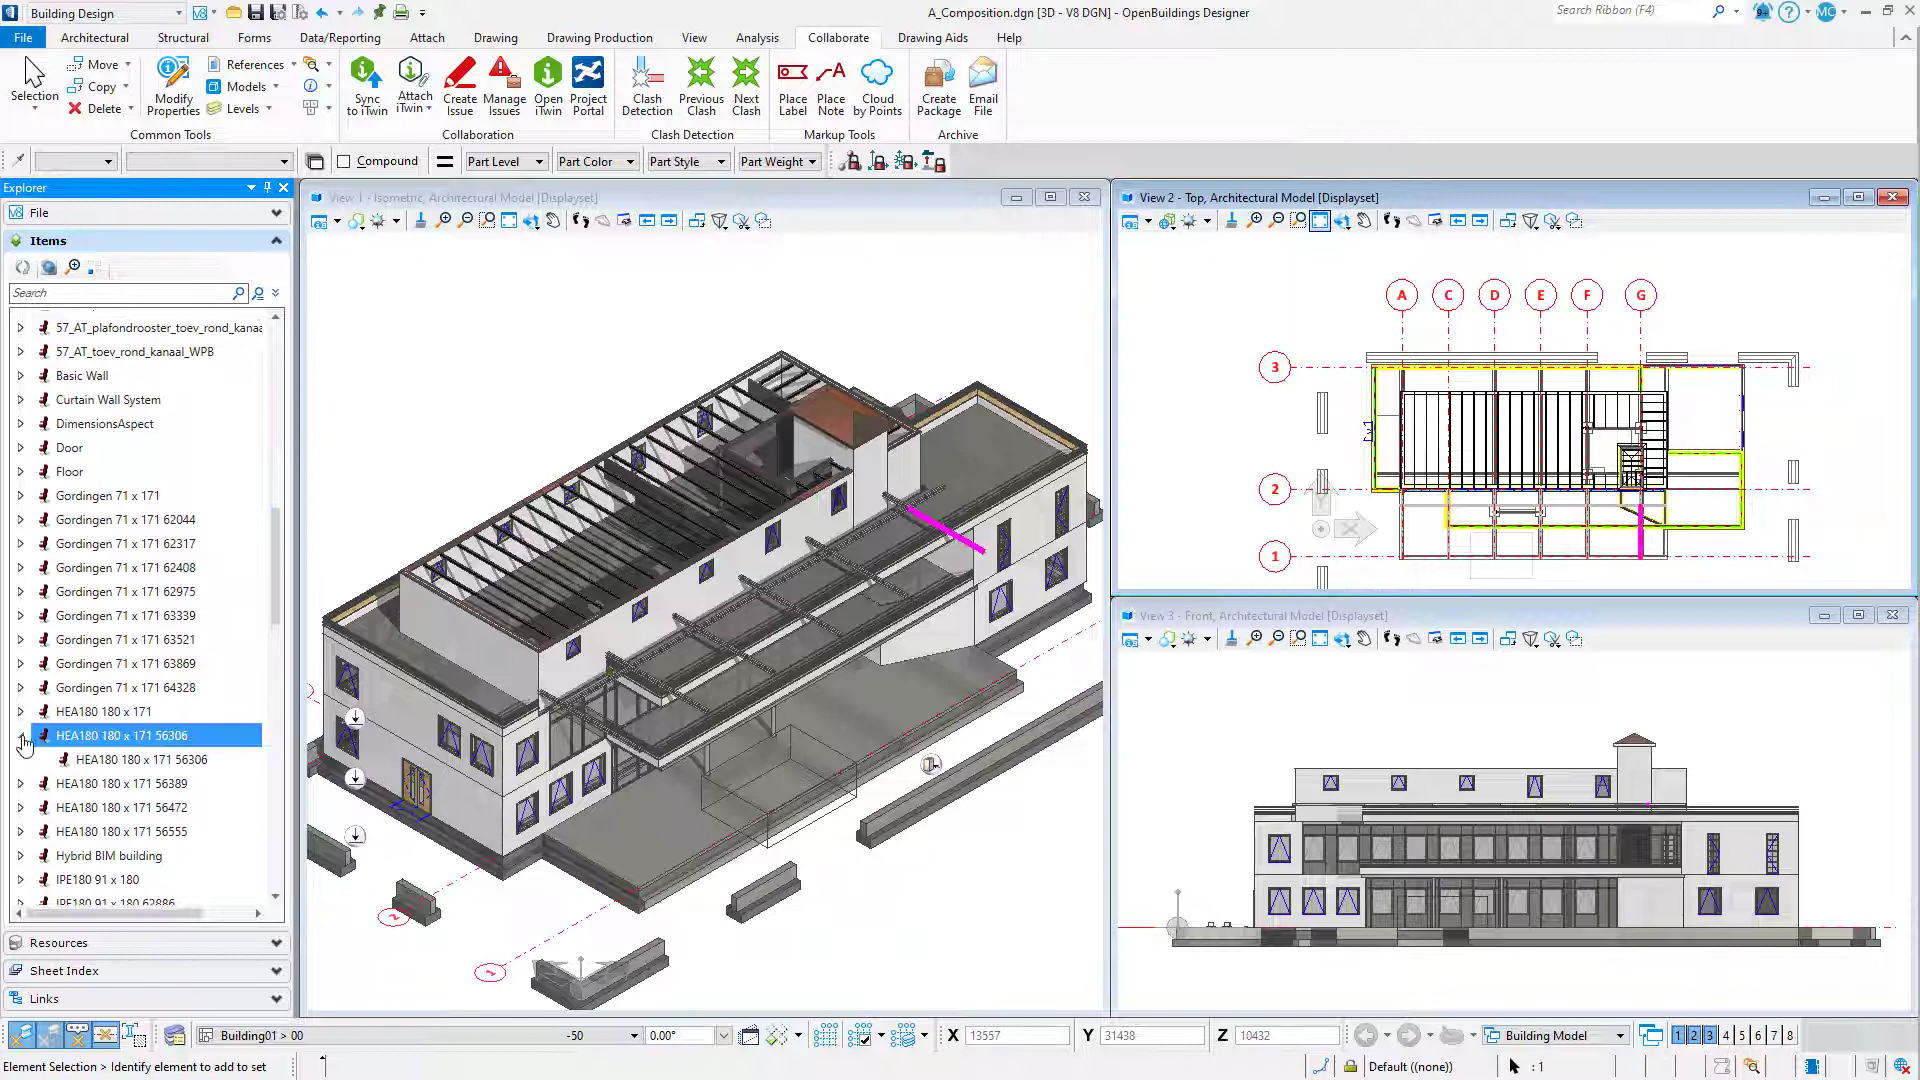 Building Design
A_Composition.dgn [3D - V8 DGN] - OpenBuildings Designer
Search Ribbon (F4)
9+
MC
File
Architectural
Structural
Forms
Data/Reporting
Attach
Drawing
Drawing Production
View
Analysis
Collaborate
Drawing Aids
Help
Selection
Move
Copy
Delete
Modify
Properties
References
Models
Levels
Common Tools
Sync
to iTwin
Attach
iTwin
Create
Issue
Manage
Issues
Open
iTwin
Project
Portal
Collaboration
Clash
Detection
Previous
Clash
Next
Clash
Clash Detection
Place
Label
Place
Note
Cloud
by Points
Markup Tools
Create
Package
Email
File
Archive
Compound
Part Level
Part Color
Part Style
Part Weight
Explorer
File
Items
Search
57_AT_plafondrooster_toev_rond_kanaa
57_AT_toev_rond_kanaal_WPB
Basic Wall
Curtain Wall System
DimensionsAspect
Door
Floor
Gordingen 71 x 171
Gordingen 71 x 171 62044
Gordingen 71 x 171 62317
Gordingen 71 x 171 62408
Gordingen 71 x 171 62975
Gordingen 71 x 171 63339
Gordingen 71 x 171 63521
Gordingen 71 x 171 63869
Gordingen 71 x 171 64328
HEA180 180 x 171
HEA180 180 x 171 56306
HEA180 180 x 171 56306
HEA180 180 x 171 56389
HEA180 180 x 171 56472
HEA180 180 x 171 56555
Hybrid BIM building
IPE180 91 x 180
IPE180 91 x 180 62886
Resources
Sheet Index
Links
View 1 - Isometric, Architectural Model [Displayset]
2
1
View 2 - Top, Architectural Model [Displayset]
A C D E F G
3
2
1
View 3 - Front, Architectural Model [Displayset]
Building01 > 00
-50
0.00°
X 13557
Y 31438
Z 10432
Building Model
1 2 3 4 5 6 7 8
Element Selection > Identify element to add to set
Default ((none))
: 1